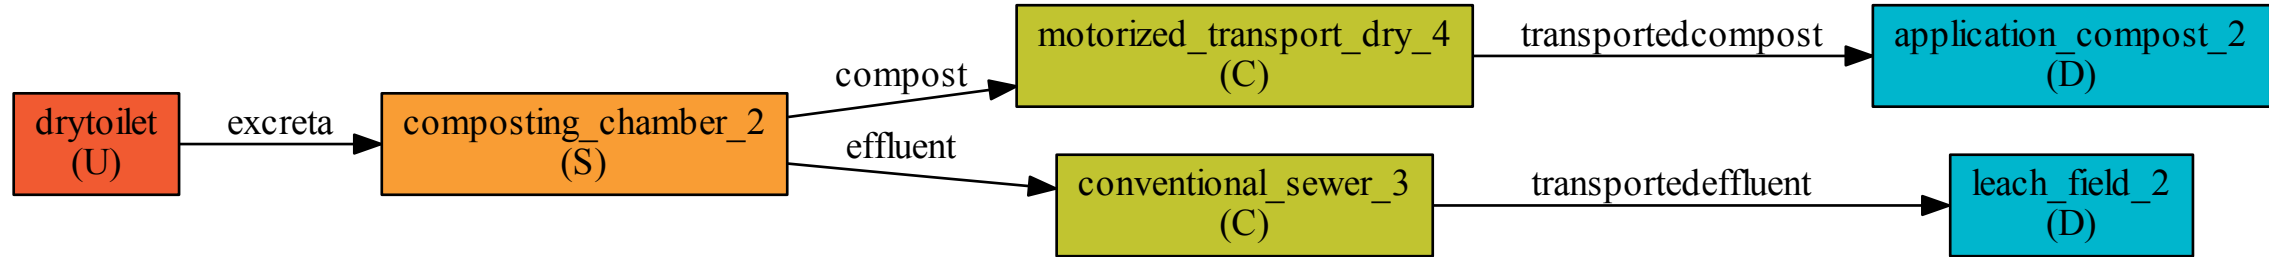 drytoilet
(U)
excreta
composting_chamber_2
(S)
compost
effluent
motorized_transport_dry_4
(C)
transportedcompost
application_compost_2
(D)
conventional_sewer_3
(C)
transportedeffluent
leach_field_2
(D)